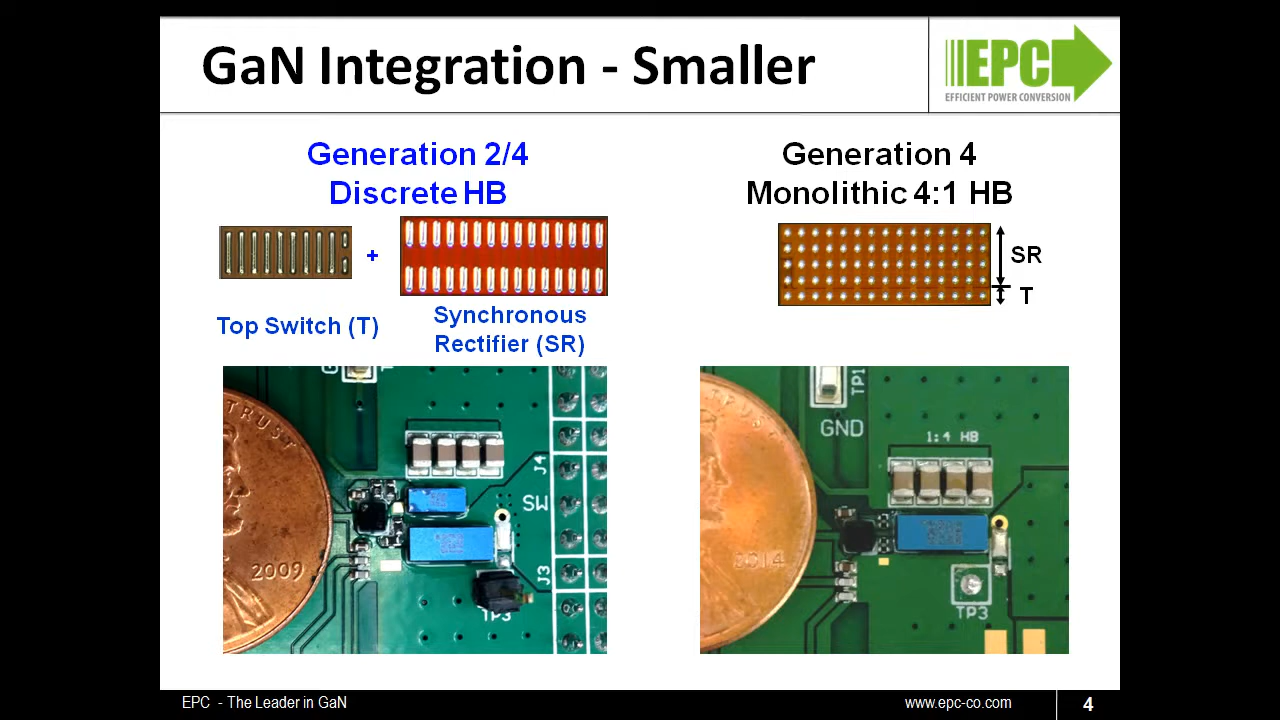 GaN Integration - Smaller
EPC
EFFICIENT POWER CONVERSION
Generation 2/4
Discrete HB
+
Top Switch (T)
Synchronous
Rectifier (SR)
Generation 4
Monolithic 4:1 HB
SR
T
TRUST
2009
J4
SW
J3
TP3
TP1
GND
1:4 HB
TP3
EPC - The Leader in GaN
www.epc-co.com
4